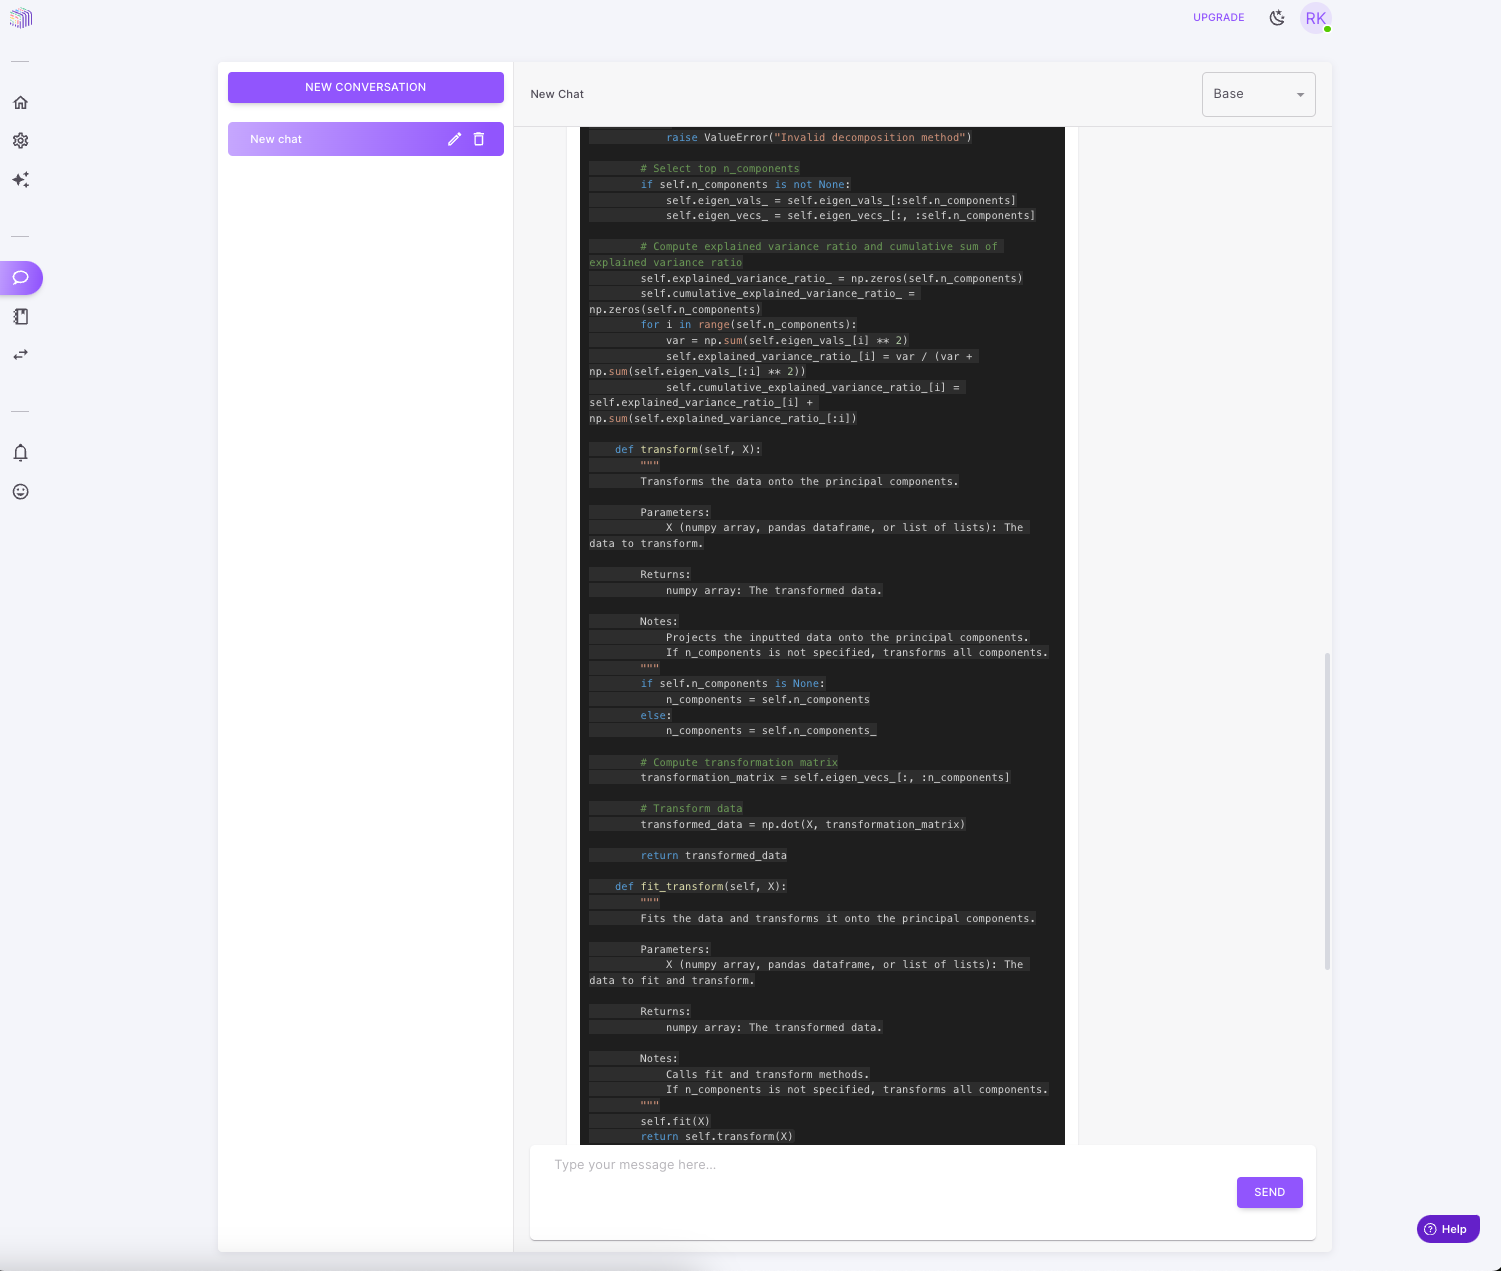 UPGRADE
RK
NEW CONVERSATION
New chat
New Chat
Base
            raise ValueError("Invalid decomposition method")
        # Select top n_components
        if self.n_components is not None:
            self.eigen_vals_ = self.eigen_vals_[:self.n_components]
            self.eigen_vecs_ = self.eigen_vecs_[:, :self.n_components]
        # Compute explained variance ratio and cumulative sum of
explained variance ratio
        self.explained_variance_ratio_ = np.zeros(self.n_components)
        self.cumulative_explained_variance_ratio_ =
np.zeros(self.n_components)
        for i in range(self.n_components):
            var = np.sum(self.eigen_vals_[i] ** 2)
            self.explained_variance_ratio_[i] = var / (var +
np.sum(self.eigen_vals_[:i] ** 2))
            self.cumulative_explained_variance_ratio_[i] =
self.explained_variance_ratio_[i] +
np.sum(self.explained_variance_ratio_[:i])
    def transform(self, X):
        """
        Transforms the data onto the principal components.
        Parameters:
            X (numpy array, pandas dataframe, or list of lists): The
data to transform.
        Returns:
            numpy array: The transformed data.
        Notes:
            Projects the inputted data onto the principal components.
            If n_components is not specified, transforms all components.
        """
        if self.n_components is None:
            n_components = self.n_components
        else:
            n_components = self.n_components_
        # Compute transformation matrix
        transformation_matrix = self.eigen_vecs_[:, :n_components]
        # Transform data
        transformed_data = np.dot(X, transformation_matrix)
        return transformed_data
    def fit_transform(self, X):
        """
        Fits the data and transforms it onto the principal components.
        Parameters:
            X (numpy array, pandas dataframe, or list of lists): The
data to fit and transform.
        Returns:
            numpy array: The transformed data.
        Notes:
            Calls fit and transform methods.
            If n_components is not specified, transforms all components.
        """
        self.fit(X)
        return self.transform(X)
Type your message here...
SEND
Help